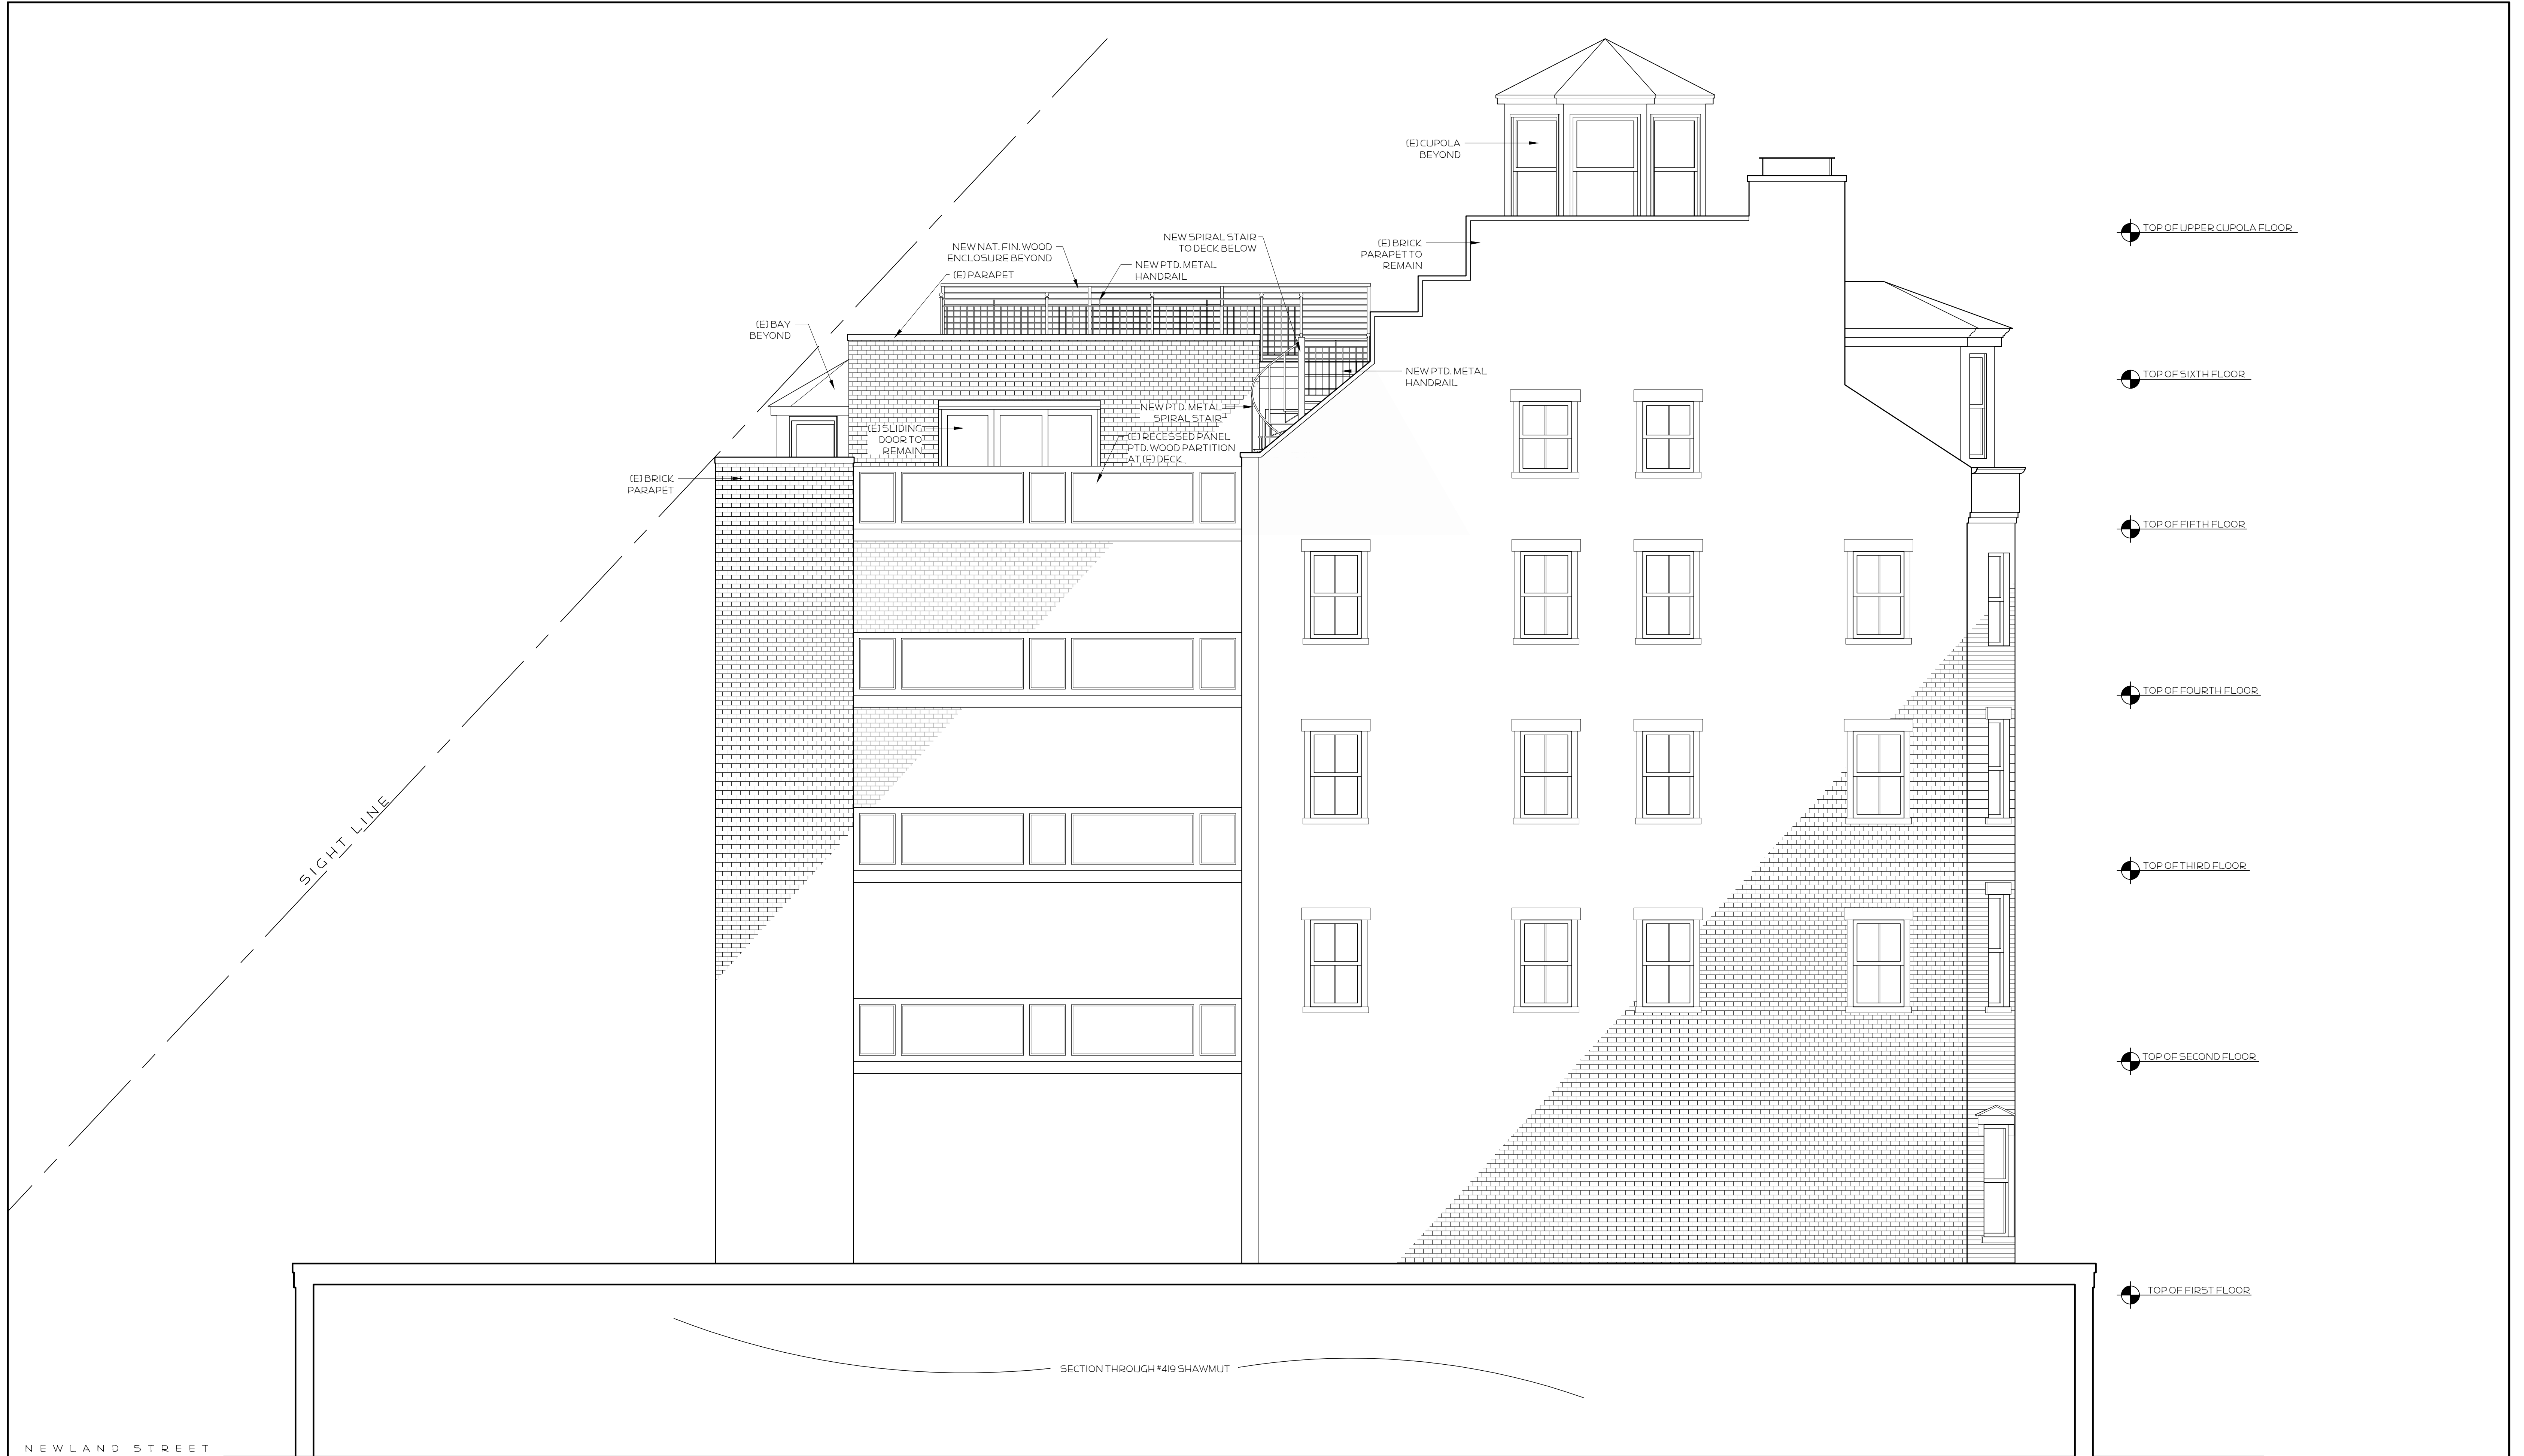 (E) CUPOLA
BEYOND
TOP OF UPPER CUPOLA FLOOR
NEW SPIRAL STAIR
TO DECK BELOW
(E) BRICK
PARAPET TO
REMAIN
NEW NAT. FIN. WOOD
ENCLOSURE BEYOND
NEW PTD. METAL
HANDRAIL
(E) PARAPET
(E) BAY
BEYOND
NEW PTD. METAL
HANDRAIL
TOP OF SIXTH FLOOR
NEW PTD. METAL
SPIRAL STAIR
(E) SLIDING
DOOR TO
REMAIN
(E) RECESSED PANEL
PTD. WOOD PARTITION
AT (E) DECK
(E) BRICK
PARAPET
TOP OF FIFTH FLOOR
TOP OF FOURTH FLOOR
SIGHT LINE
TOP OF THIRD FLOOR
TOP OF SECOND FLOOR
TOP OF FIRST FLOOR
SECTION THROUGH #419 SHAWMUT
NEWLAND STREET